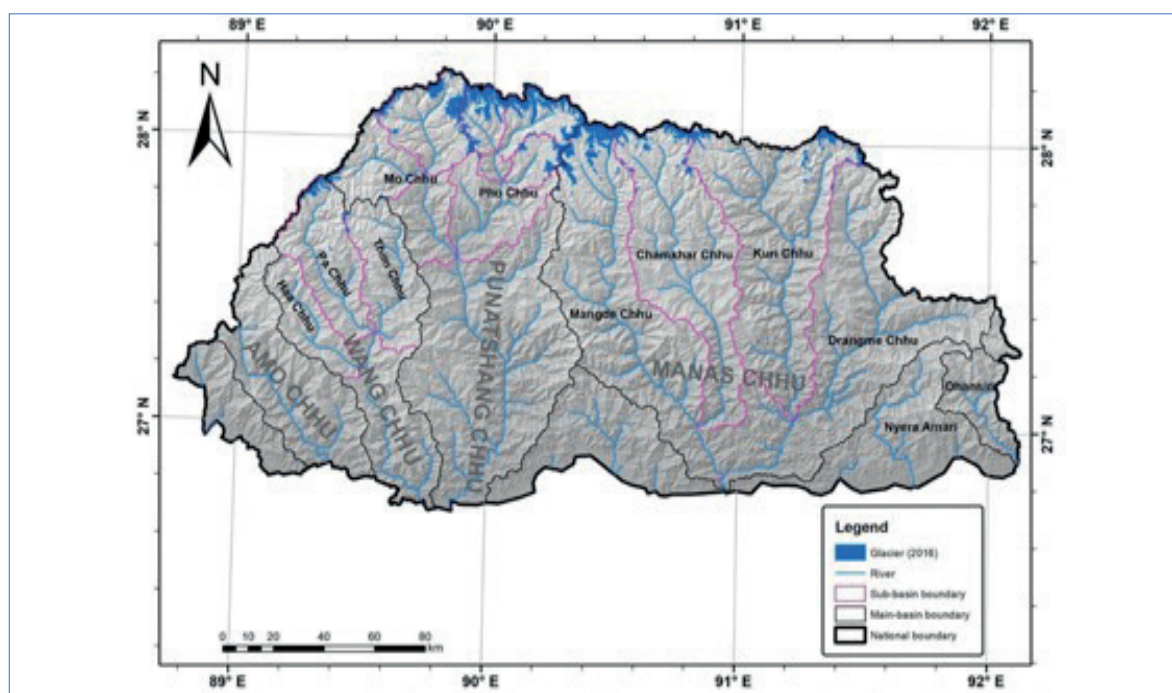 89° E 90° E 91° E 92° E
N
28° N
28° N
Mo Chhu
Phu Chhu
Thim Chhu
Pa Chhu
Haa Chhu
Chamkhar Chhu
Kuri Chhu
Mangde Chhu
Drangme Chhu
PUNATSHANG CHHU
WANG CHHU
AMO CHHU
MANAS CHHU
Nyera Amari
27° N
27° N
Legend
Glacier (2016)
River
Sub-basin boundary
Main-basin boundary
National boundary
0 10 20 40 60 80
km
89° E 90° E 91° E 92° E